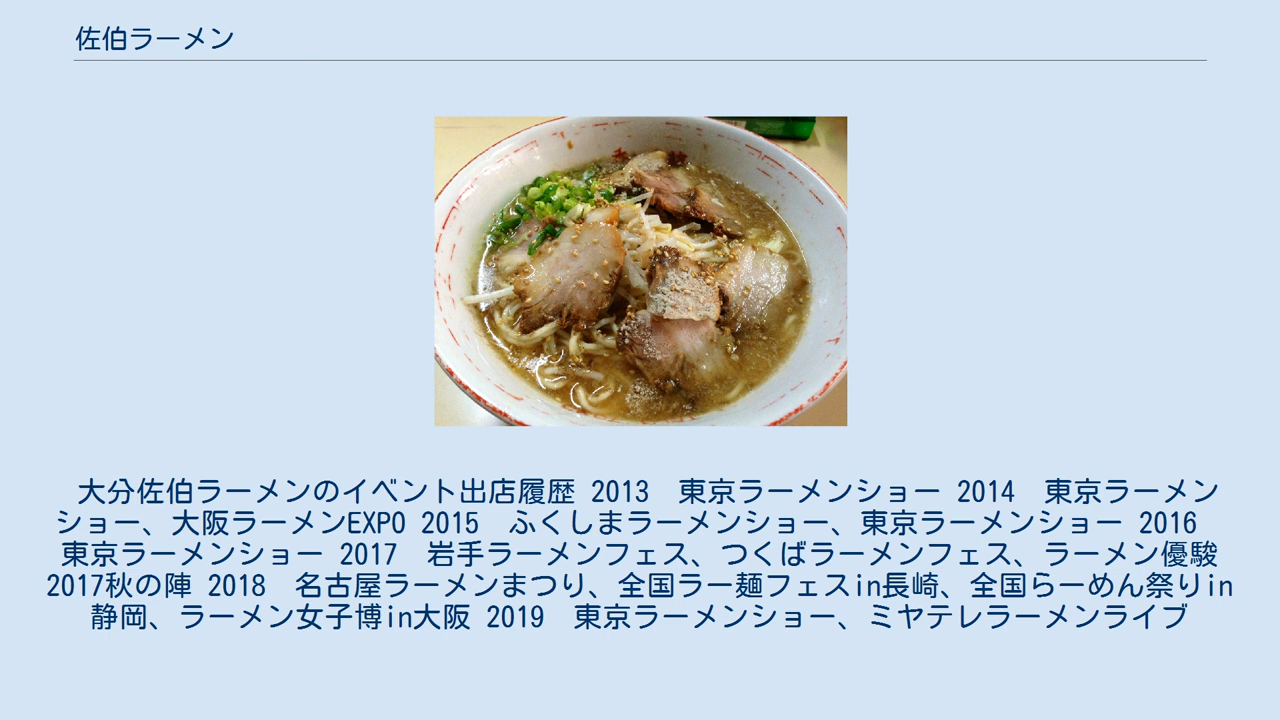 佐伯ラーメン
大分佐伯ラーメンのイベント出店履歴 2013　東京ラーメンショー 2014　東京ラーメン
ショー、大阪ラーメンEXPO 2015　ふくしまラーメンショー、東京ラーメンショー 2016
東京ラーメンショー 2017　岩手ラーメンフェス、つくばラーメンフェス、ラーメン優駿
2017秋の陣 2018　名古屋ラーメンまつり、全国ラー麺フェスin長崎、全国らーめん祭りin
静岡、ラーメン女子博in大阪 2019　東京ラーメンショー、ミヤテレラーメンライブ